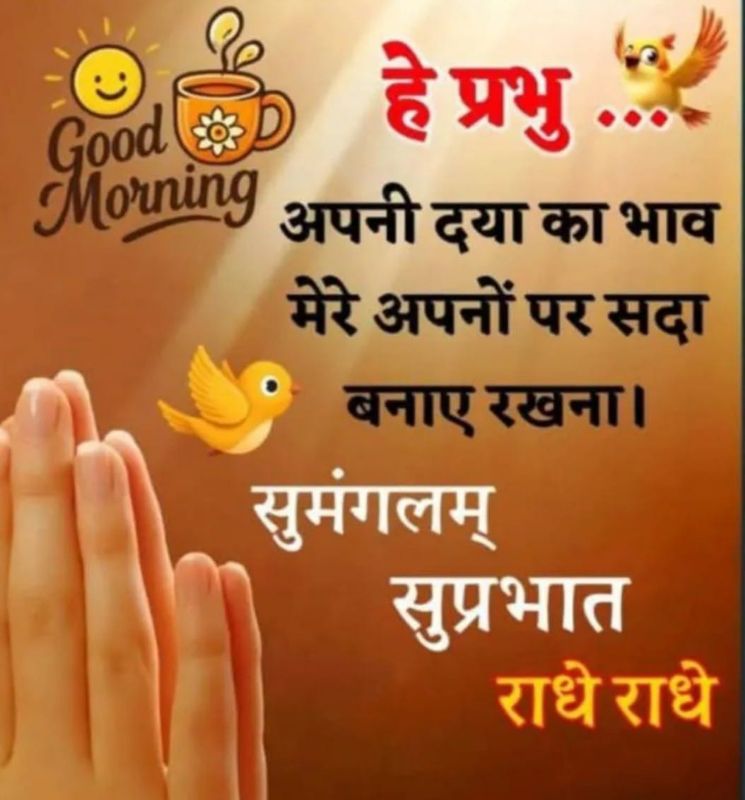 Good
Morning
हे प्रभु ...
अपनी दया का भाव
मेरे अपनों पर सदा
बनाए रखना।
सुमंगलम्
सुप्रभात
राधे राधे